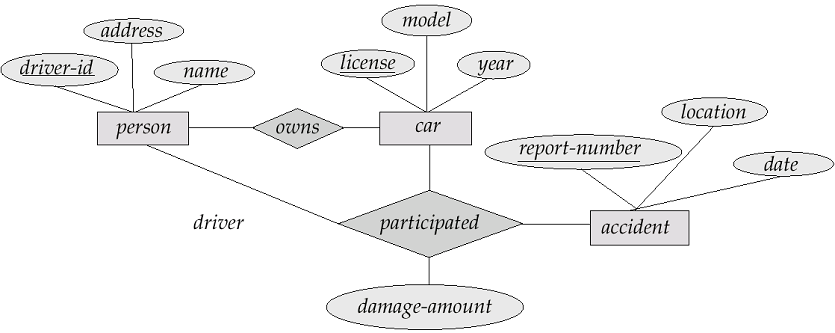 model
address
driver-id
name
license
year
person
owns
car
location
report-number
date
driver
participated
accident
damage-amount